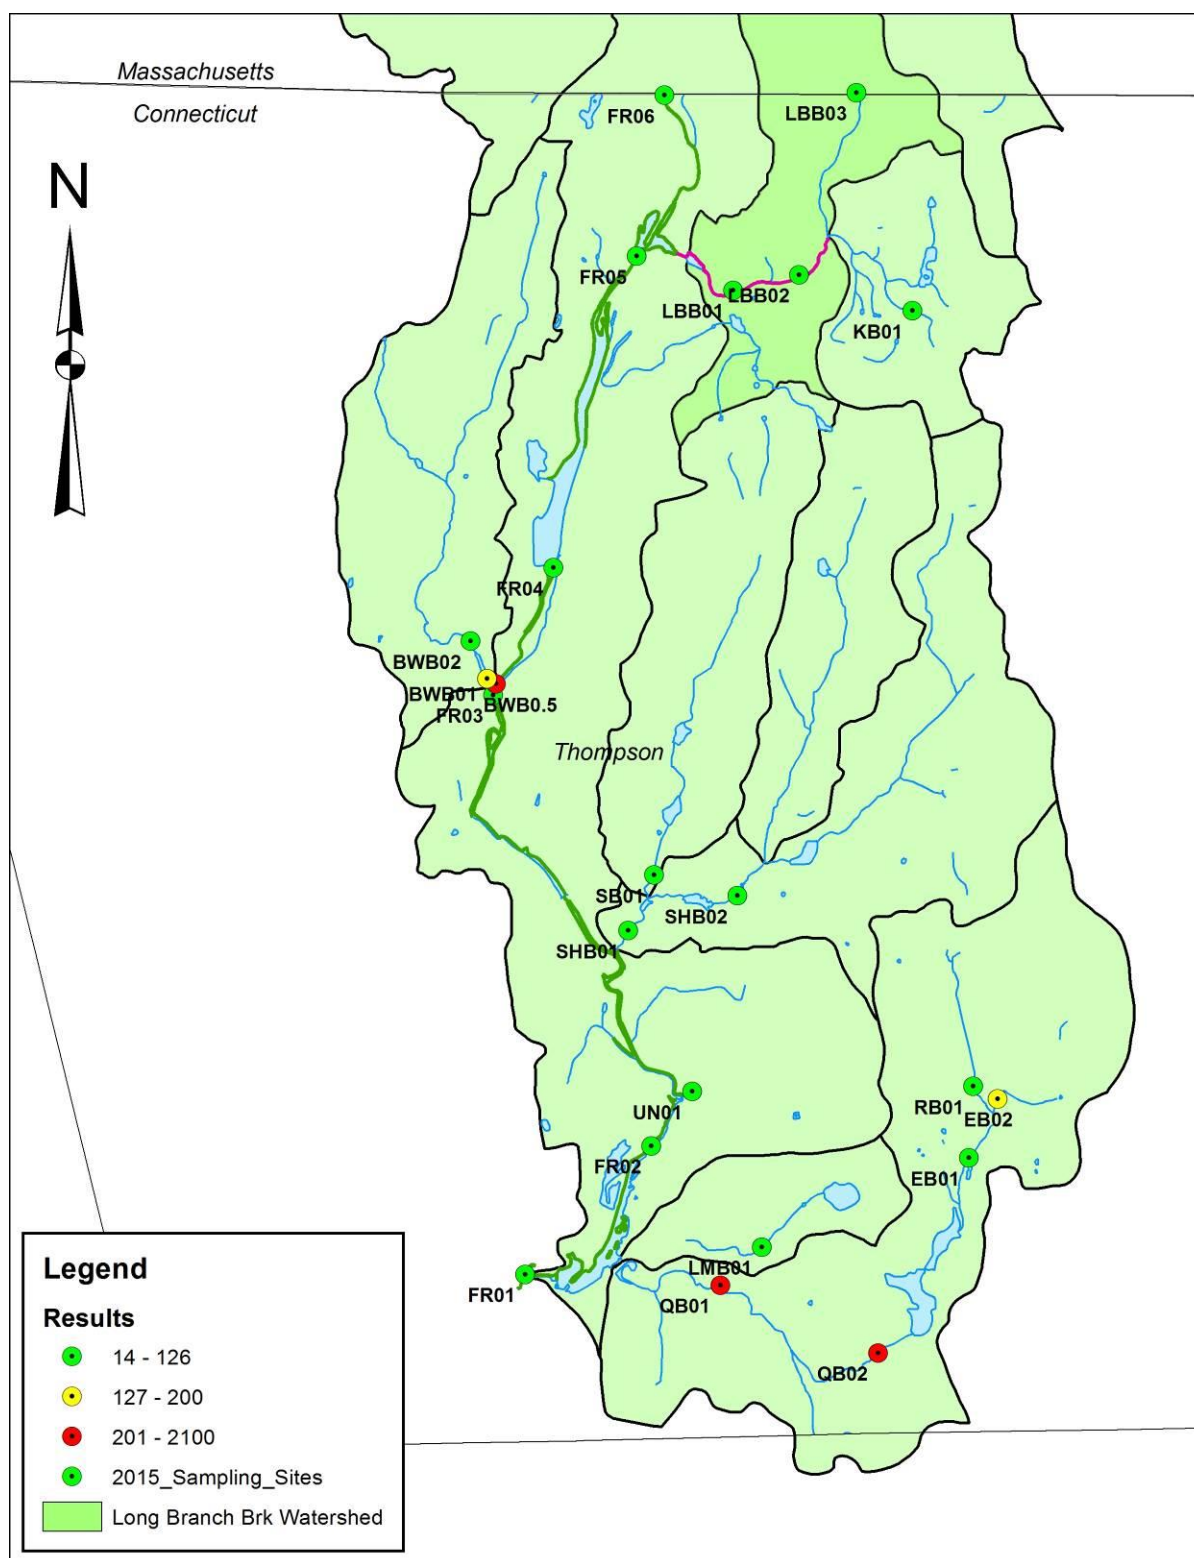 Massachusetts
Connecticut
N
FR06
LBB03
FR05
LBB01
LBB02
KB01
FR04
BWB02
BWB01
BWB0.5
FR03
Thompson
SB01
SHB02
SHB01
UN01
RB01
EB02
FR02
EB01
LMB01
FR01
QB01
QB02
Legend
Results
14 - 126
127 - 200
201 - 2100
2015_Sampling_Sites
Long Branch Brk Watershed